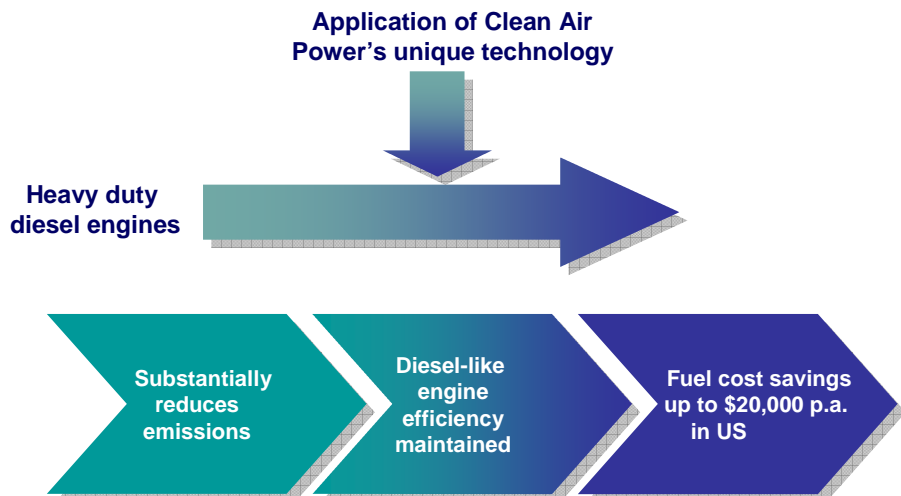 Application of Clean Air
Power's unique technology
Heavy duty
diesel engines
Substantially
reduces
emissions
Diesel-like
engine
efficiency
maintained
Fuel cost savings
up to $20,000 p.a.
in US